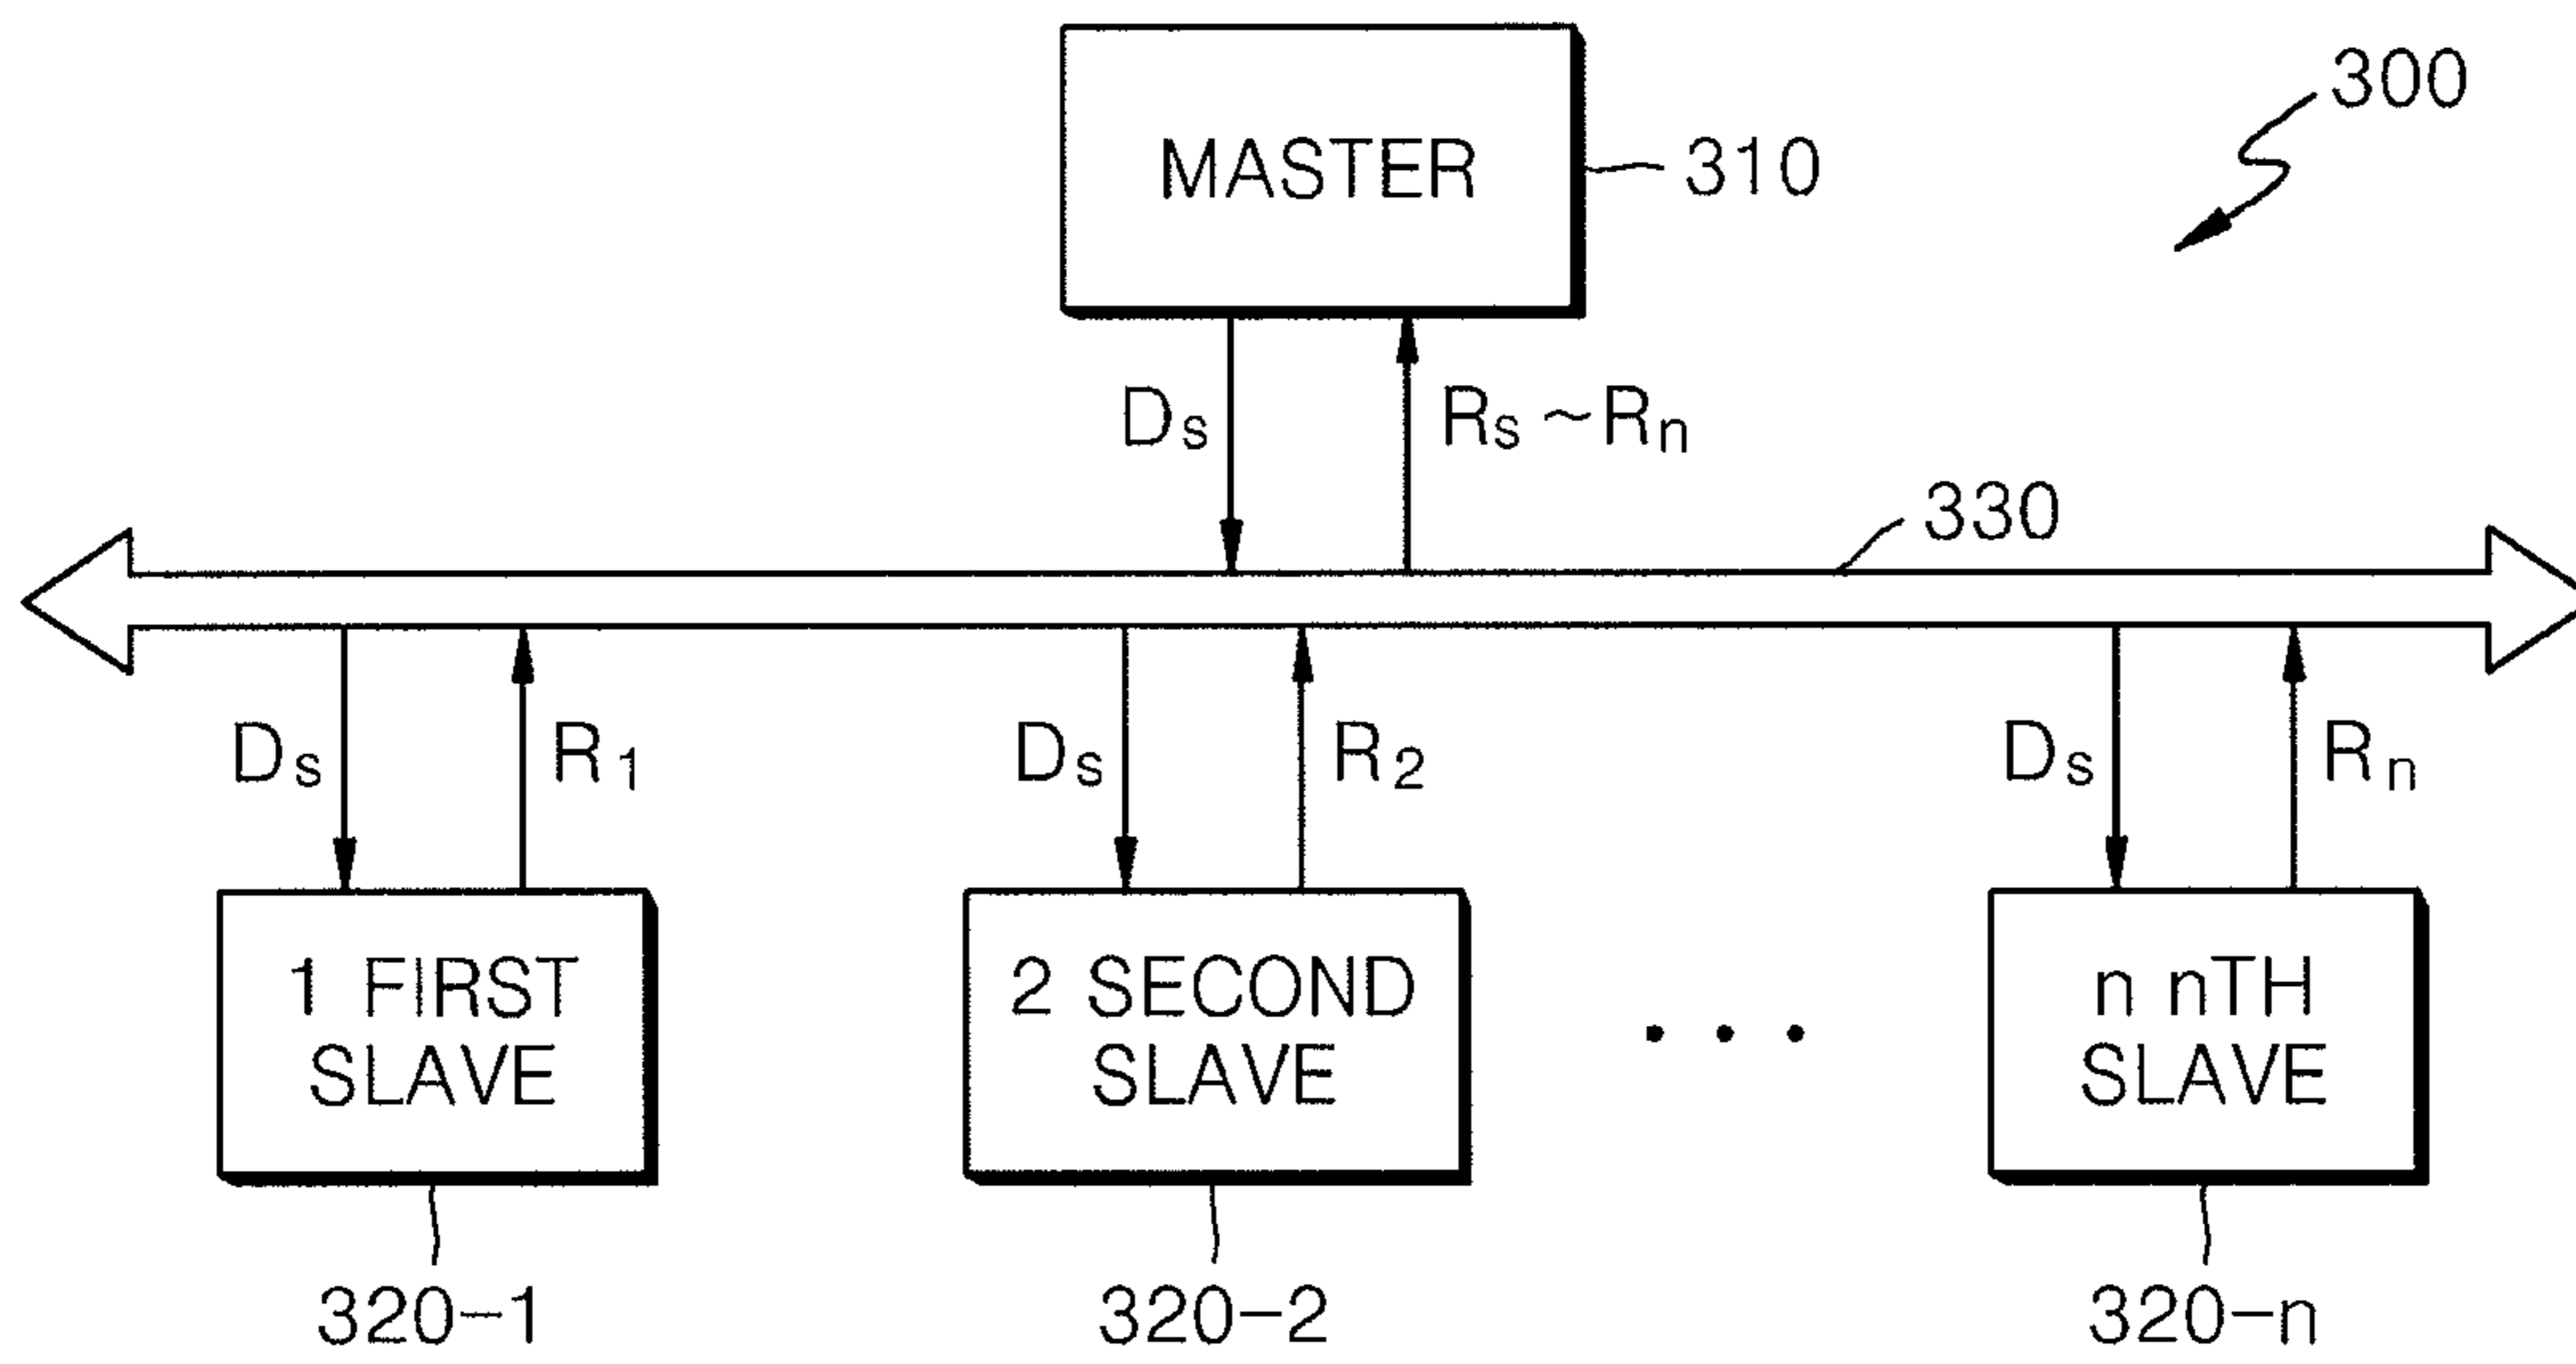 300
MASTER
310
Ds
Rs ~ Rn
330
Ds
R1
Ds
R2
Ds
Rn
1 FIRST
SLAVE
2 SECOND
SLAVE
. . .
n nTH
SLAVE
320-1
320-2
320-n